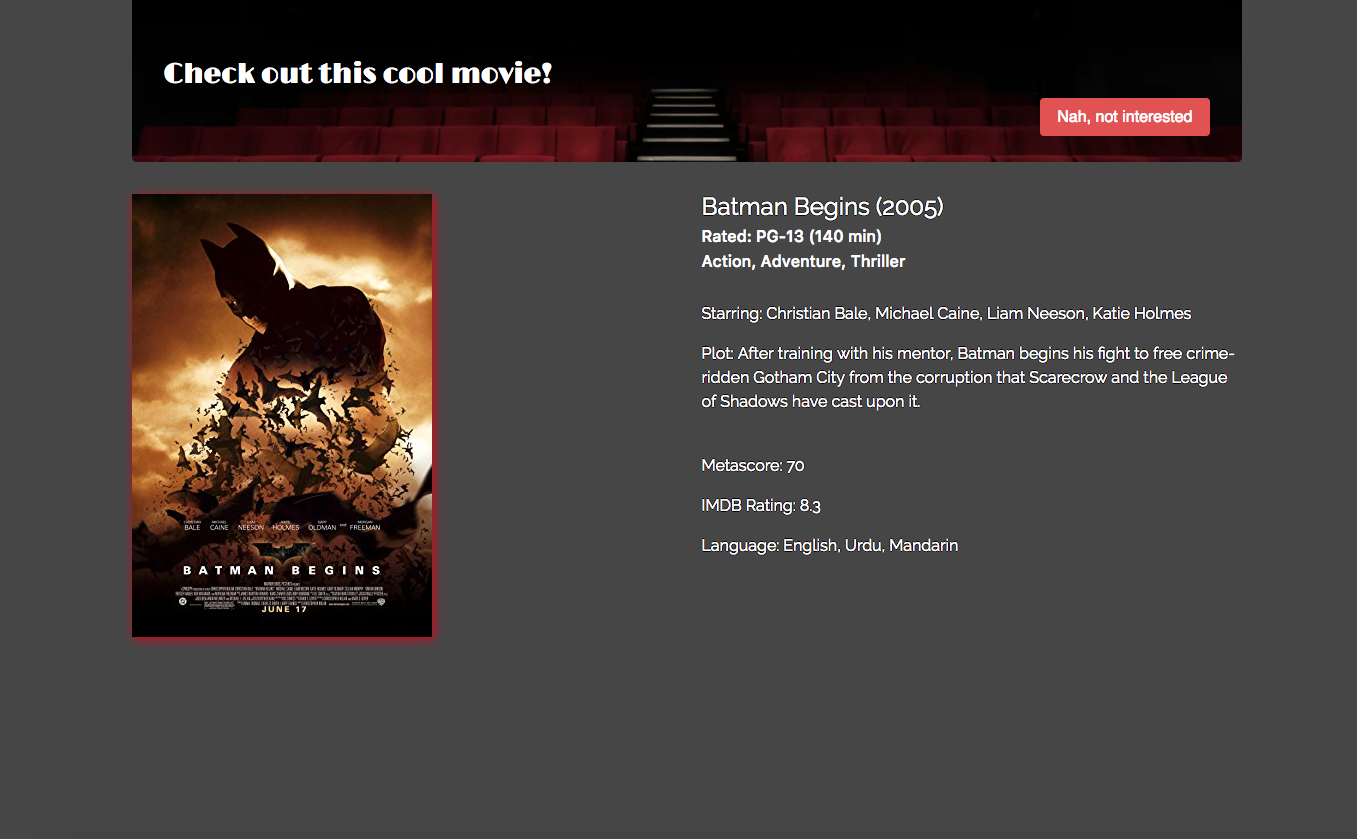 Check out this cool movie!
Nah, not interested
Batman Begins (2005)
Rated: PG-13 (140 min)
Action, Adventure, Thriller
Starring: Christian Bale, Michael Caine, Liam Neeson, Katie Holmes
Plot: After training with his mentor, Batman begins his fight to free crime-
ridden Gotham City from the corruption that Scarecrow and the League
of Shadows have cast upon it.
Metascore: 70
IMDB Rating: 8.3
Language: English, Urdu, Mandarin
CHRISTIAN MICHAEL LIAM KATIE GARY MORGAN
BALE CAINE NEESON HOLMES OLDMAN and FREEMAN
BATMAN BEGINS
JUNE 17